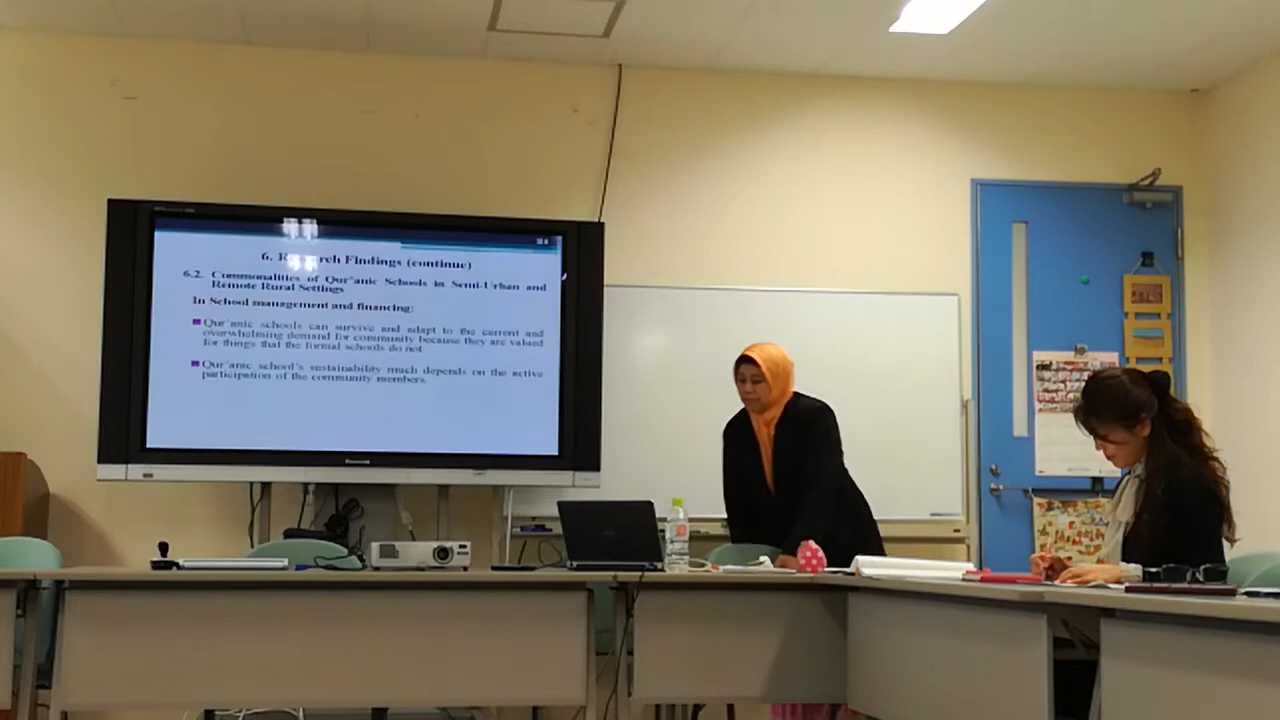 6. Research Findings (continue)
6.2. Commonalities of Qur'anic Schools in Semi-Urban and
Remote Rural Settings
In School management and financing:
Qur'anic schools can survive and adapt to the current and
overwhelming demand for community because they are valued
for things that the formal schools do not
Qur'anic school's sustainability much depends on the active
participation of the community members.
Panasonic